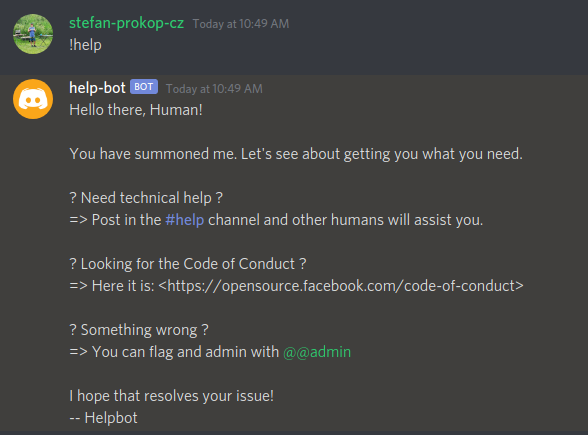 stefan-prokop-cz Today at 10:49 AM
!help
help-bot BOT Today at 10:49 AM
Hello there, Human!
You have summoned me. Let's see about getting you what you need.
? Need technical help ?
=> Post in the #help channel and other humans will assist you.
? Looking for the Code of Conduct ?
=> Here it is: <https://opensource.facebook.com/code-of-conduct>
? Something wrong ?
=> You can flag and admin with @@admin
I hope that resolves your issue!
-- Helpbot